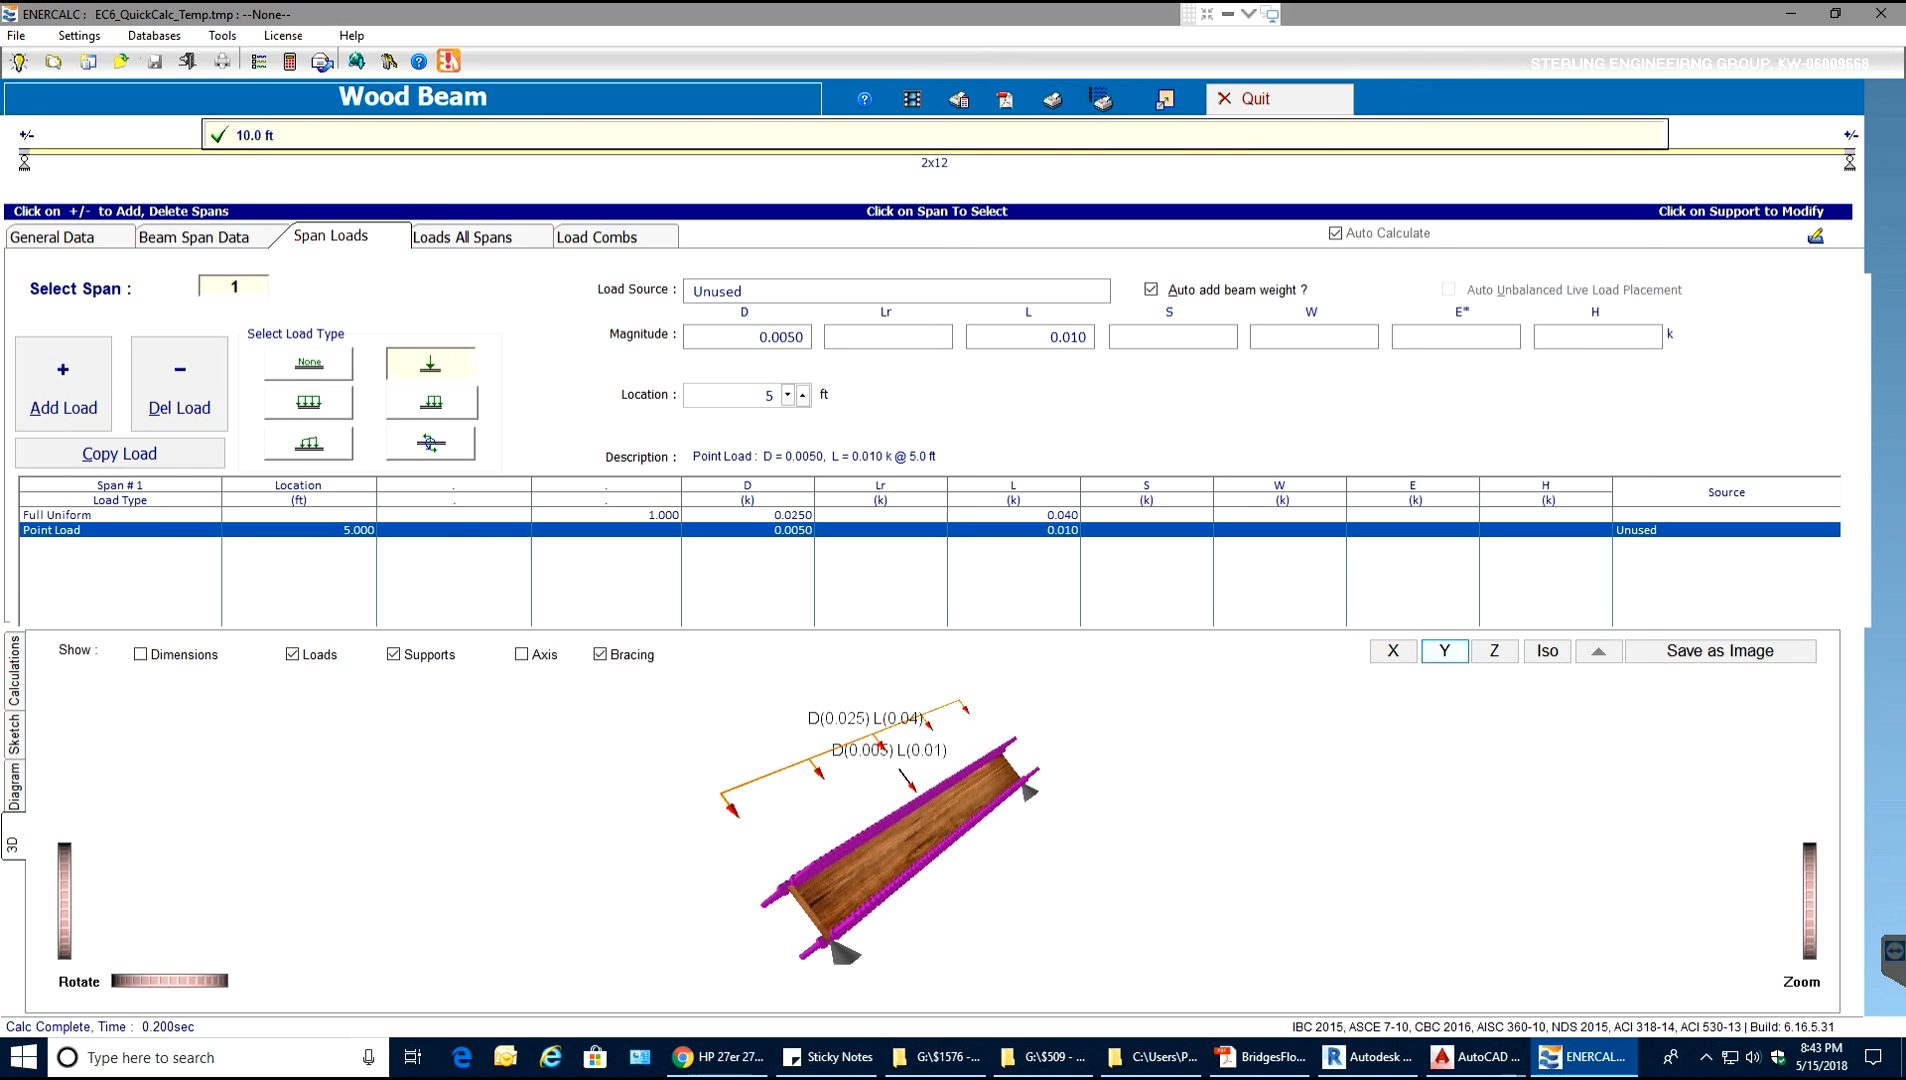 ENERCALC : EC6_QuickCalc_Temp.tmp : --None--
File Settings Databases Tools License Help
STERLING ENGINEEIRNG GROUP, KW-06009668
Wood Beam
Quit
+/- 10.0 ft +/-
2x12
Click on +/- to Add, Delete Spans Click on Span To Select Click on Support to Modify
General Data Beam Span Data Span Loads Loads All Spans Load Combs Auto Calculate
Select Span : 1 Load Source : Unused Auto add beam weight ? Auto Unbalanced Live Load Placement
D Lr L S W E* H
Select Load Type Magnitude : 0.0050 0.010 k
None
+ Add Load - Del Load
Location : 5 ft
Copy Load Description : Point Load : D = 0.0050, L = 0.010 k @ 5.0 ft
Span # 1 Location . . D Lr L S W E H Source
Load Type (ft) . . (k) (k) (k) (k) (k) (k) (k)
Full Uniform 1.000 0.0250 0.040
Point Load 5.000 0.0050 0.010 Unused
Show : Dimensions Loads Supports Axis Bracing X Y Z Iso Save as Image
Calculations
Sketch
Diagram
3D
D(0.025) L(0.04)
D(0.005) L(0.01)
Rotate Zoom
Calc Complete, Time : 0.200sec IBC 2015, ASCE 7-10, CBC 2016, AISC 360-10, NDS 2015, ACI 318-14, ACI 530-13 | Build: 6.16.5.31
Type here to search HP 27er 27... Sticky Notes G:\$1576 -... G:\$509 - ... C:\Users\P... BridgesFlo... Autodesk ... AutoCAD ... ENERCAL... 8:43 PM
5/15/2018